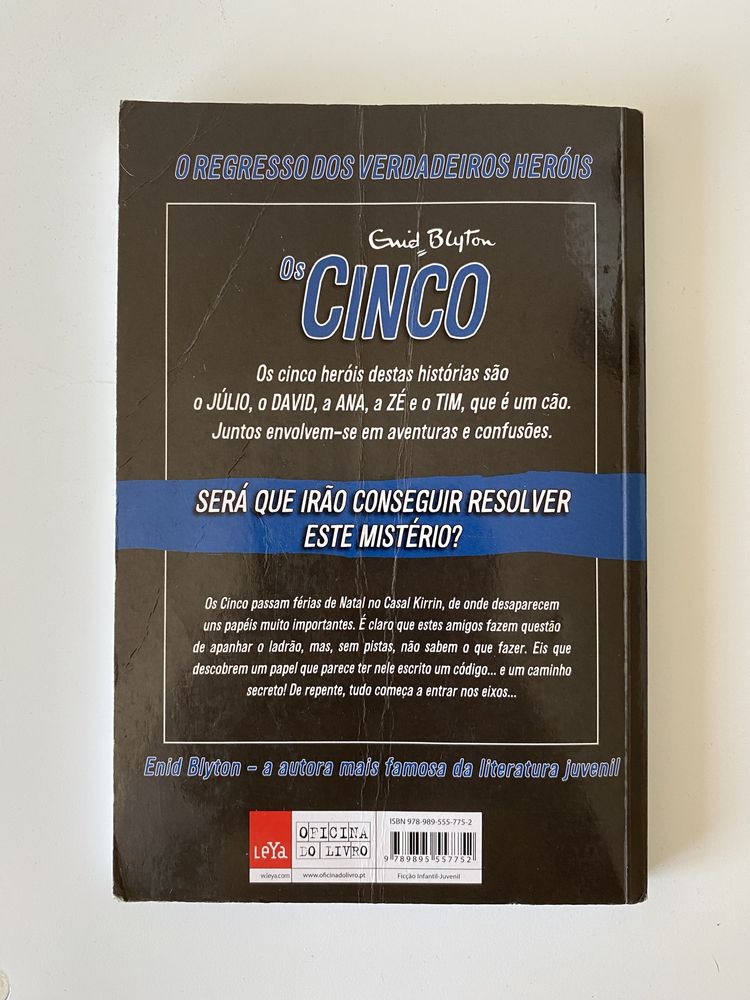 O REGRESSO DOS VERDADEIROS HERÓIS
Enid Blyton
Os CINCO
Os cinco heróis destas histórias são
o JÚLIO, o DAVID, a ANA, a ZÉ e o TIM, que é um cão.
Juntos envolvem-se em aventuras e confusões.
SERÁ QUE IRÃO CONSEGUIR RESOLVER
ESTE MISTÉRIO?
Os Cinco passam férias de Natal no Casal Kirrin, de onde desaparecem
uns papéis muito importantes. É claro que estes amigos fazem questão
de apanhar o ladrão, mas, sem pistas, não sabem o que fazer. Eis que
descobrem um papel que parece ter nele escrito um código... e um caminho
secreto! De repente, tudo começa a entrar nos eixos...
Enid Blyton – a autora mais famosa da literatura juvenil
LEYA
w.leya.com
OFICINA
DO LIVRO
www.oficinadolivro.pt
ISBN 978-989-555-775-2
9 789895 557752
Ficção Infantil-Juvenil